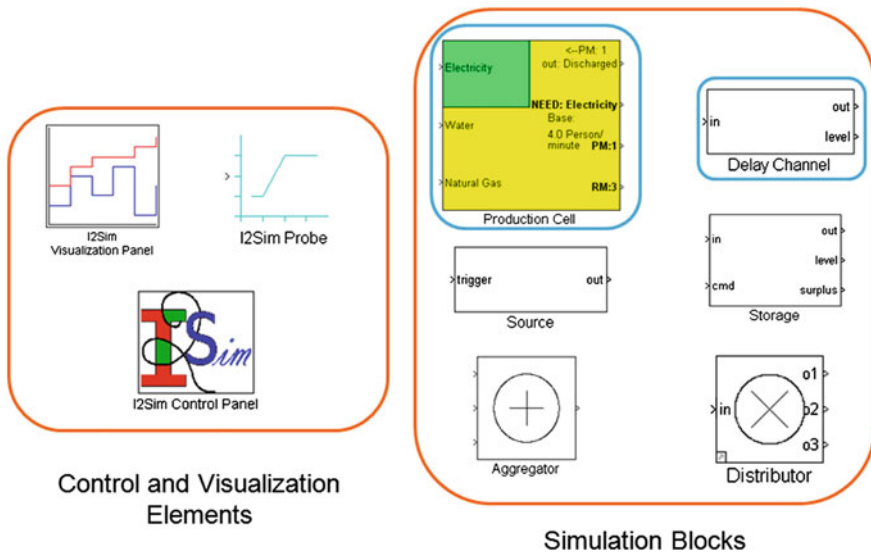 I2Sim
Visualization Panel
I2Sim Probe
I Sim
I2Sim Control Panel
Control and Visualization
Elements
<--PM: 1
out: Discharged
Electricity
NEED: Electricity
Base:
Water
4.0 Person/
minute
PM:1
Natural Gas
RM:3
Production Cell
in
out
level
Delay Channel
trigger
out
Source
in
out
level
cmd
surplus
Storage
Aggregator
in
o1
o2
o3
Distributor
Simulation Blocks